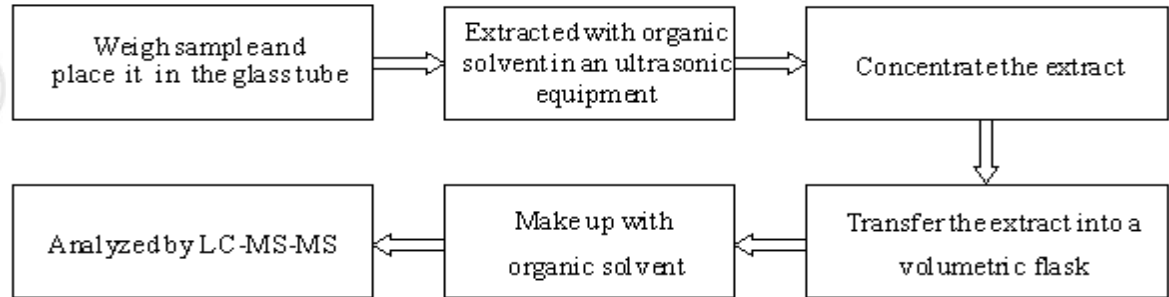 Weigh sample and
place it in the glass tube
Extracted with organic
solvent in an ultrasonic
equipment
Concentrate the extract
Transfer the extract into a
volumetric flask
Make up with
organic solvent
Analyzed by LC-MS-MS